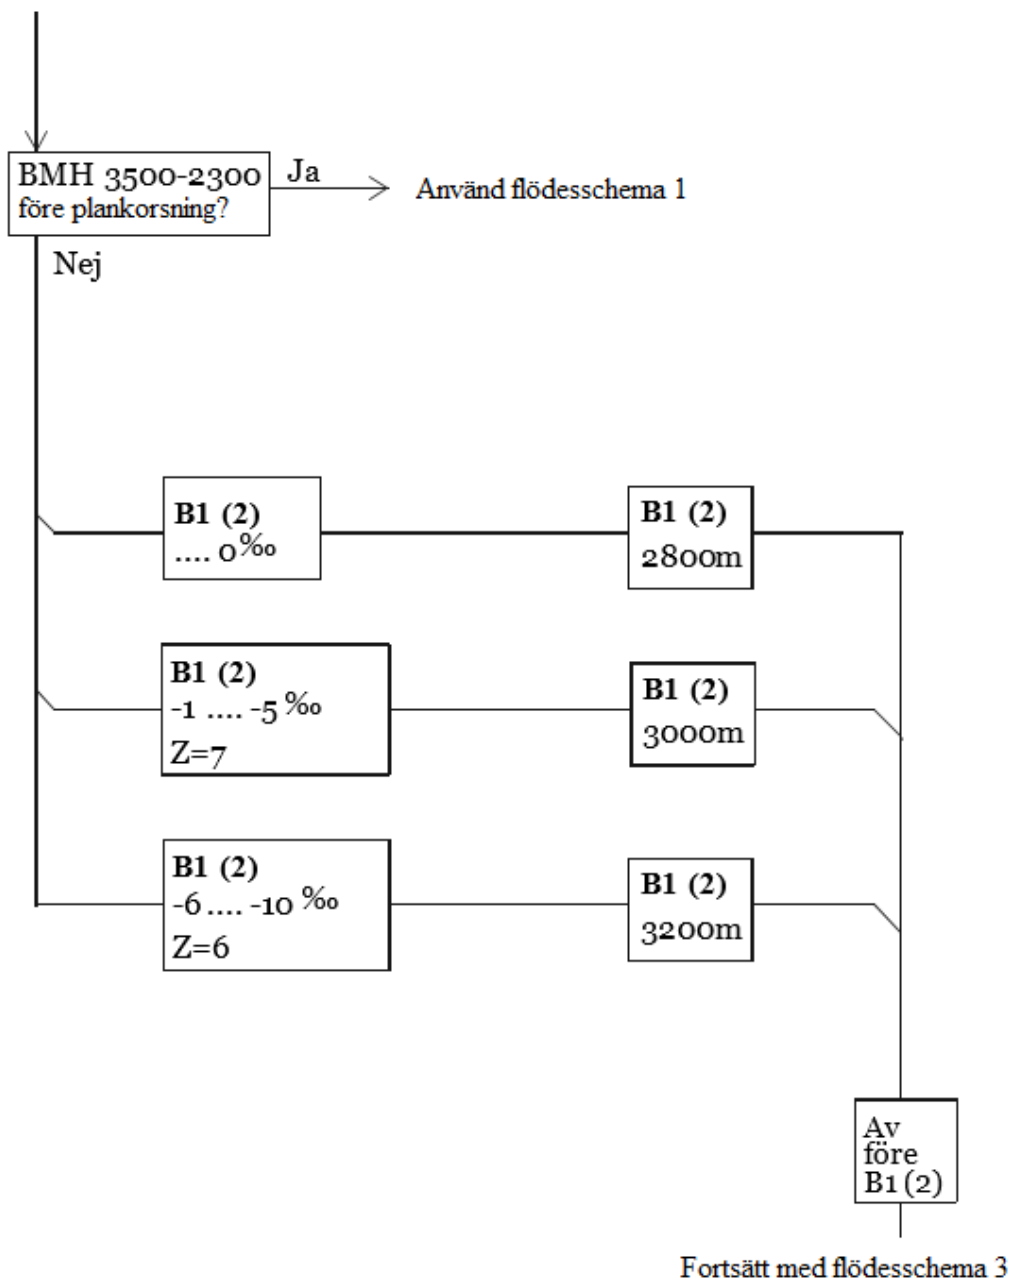 BMH 3500-2300
före plankorsning?
Ja
Använd flödesschema 1
Nej
B1 (2)
.... 0‰
B1 (2)
2800m
B1 (2)
-1 .... -5 ‰
Z=7
B1 (2)
3000m
B1 (2)
-6 .... -10 ‰
Z=6
B1 (2)
3200m
Av
före
B1 (2)
Fortsätt med flödesschema 3